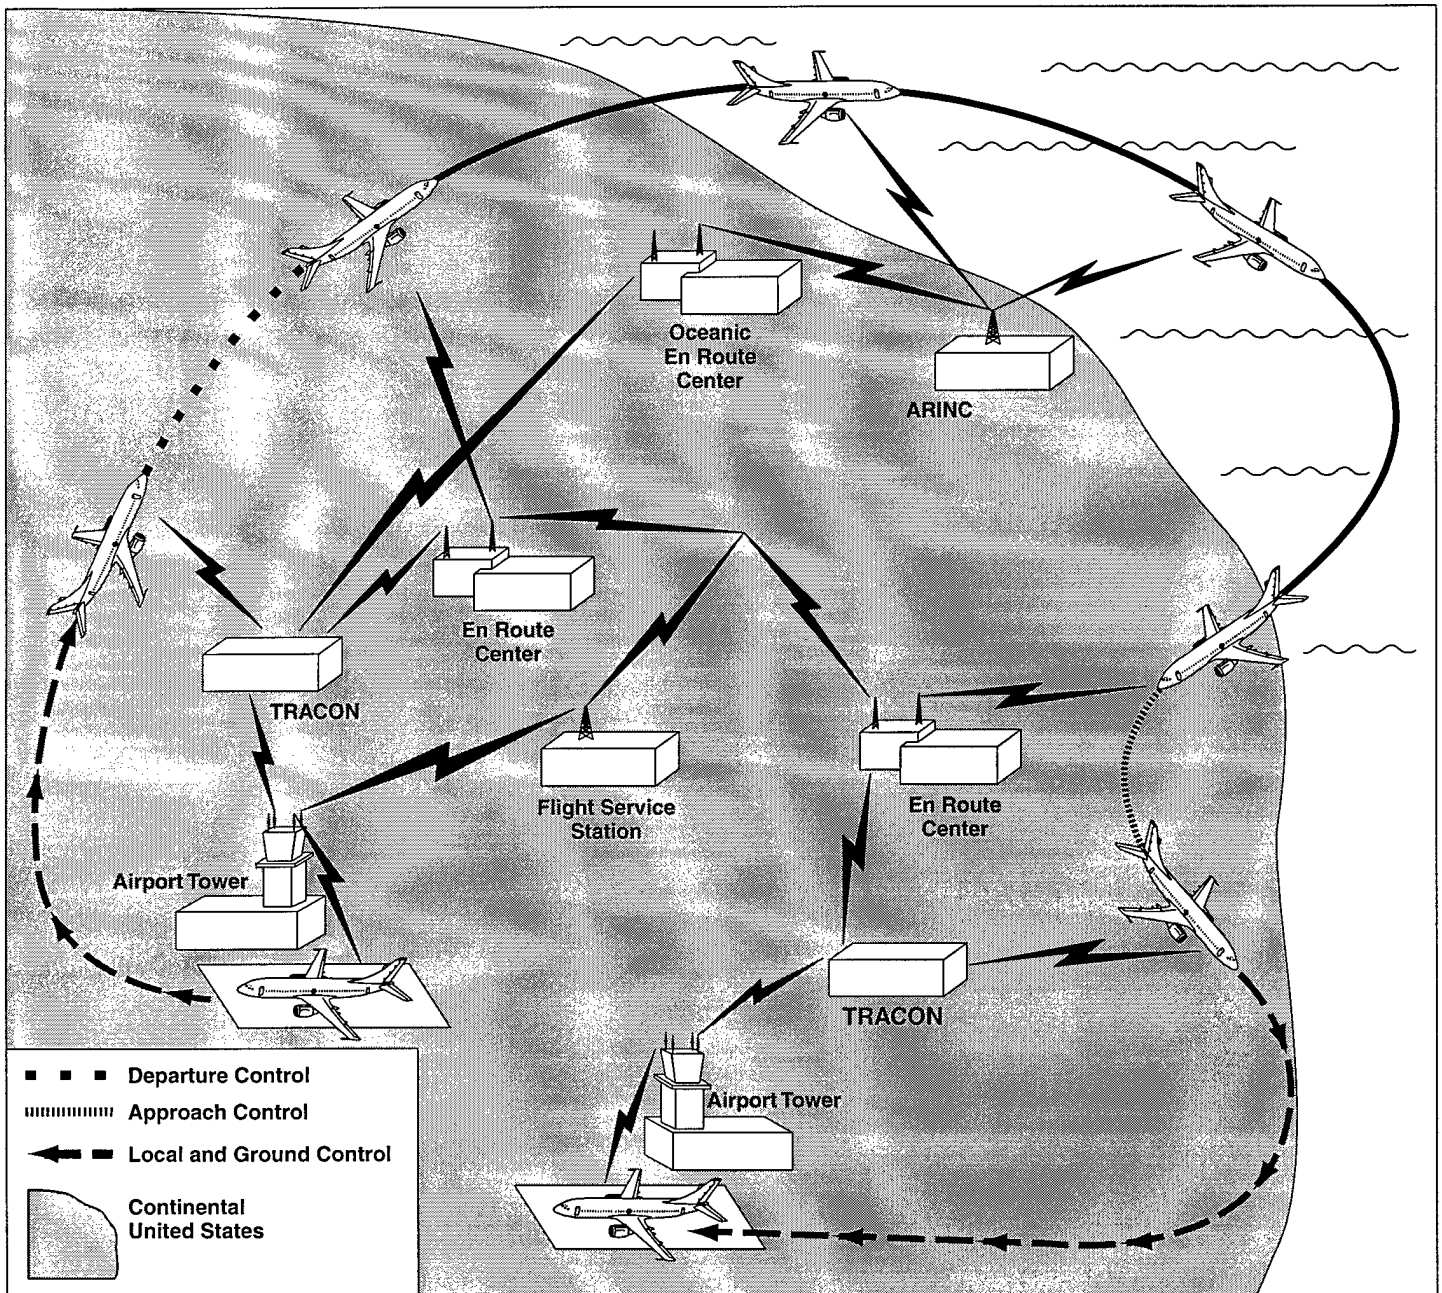 Oceanic
En Route
Center
ARINC
En Route
Center
TRACON
Flight Service
Station
En Route
Center
Airport Tower
TRACON
Airport Tower
Departure Control
Approach Control
Local and Ground Control
Continental
United States